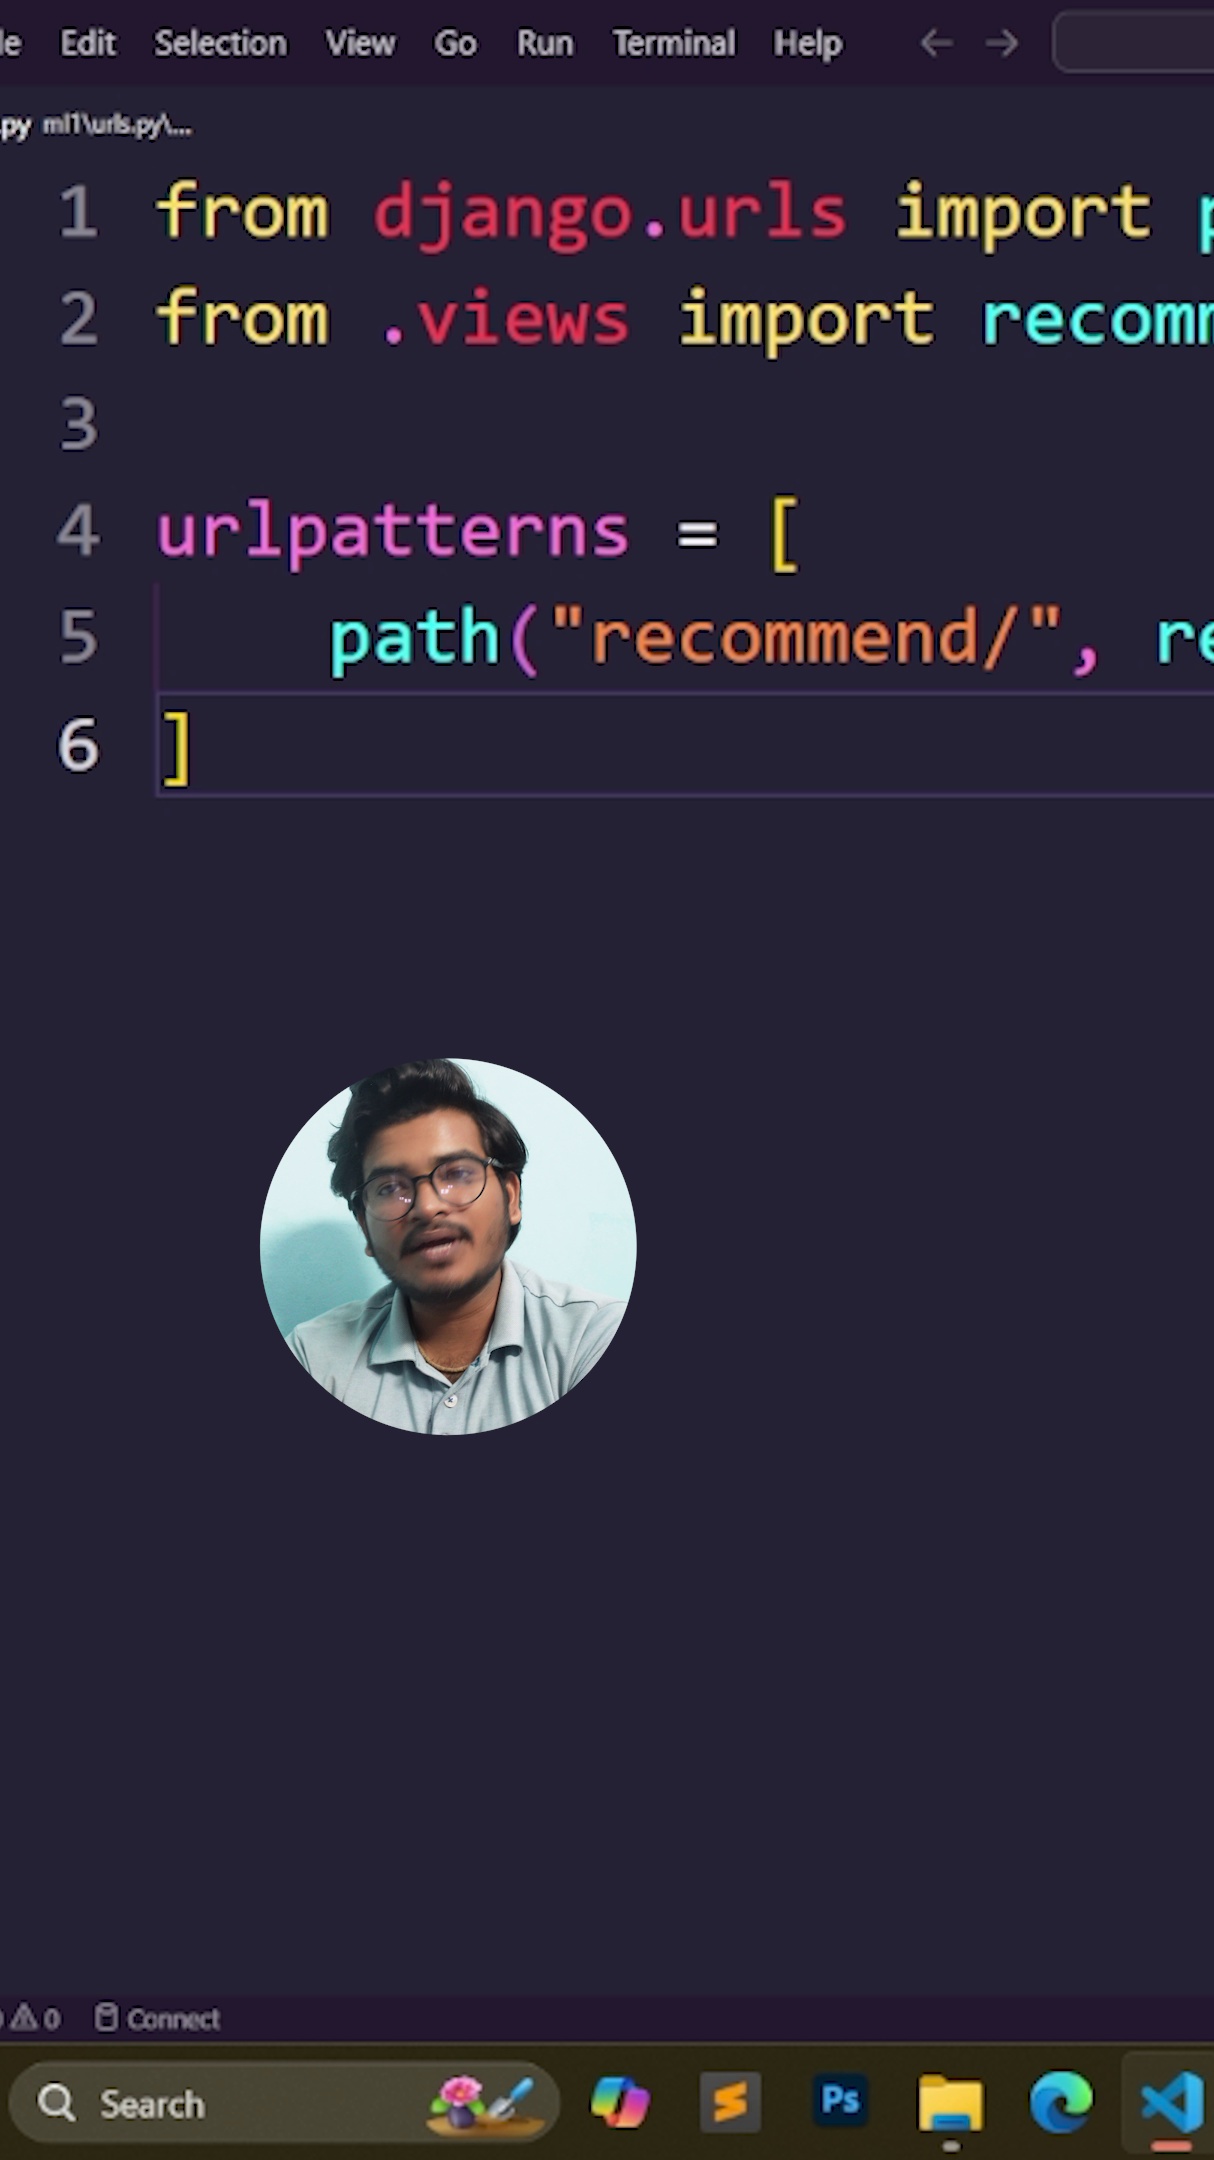 Edit Selection View Go Run Terminal Help
.py ml1\urls.py\...
1 from django.urls import p
2 from .views import recomm
3
4 urlpatterns = [
5 path("recommend/", re
6 ]
0 Connect
Search
Ps